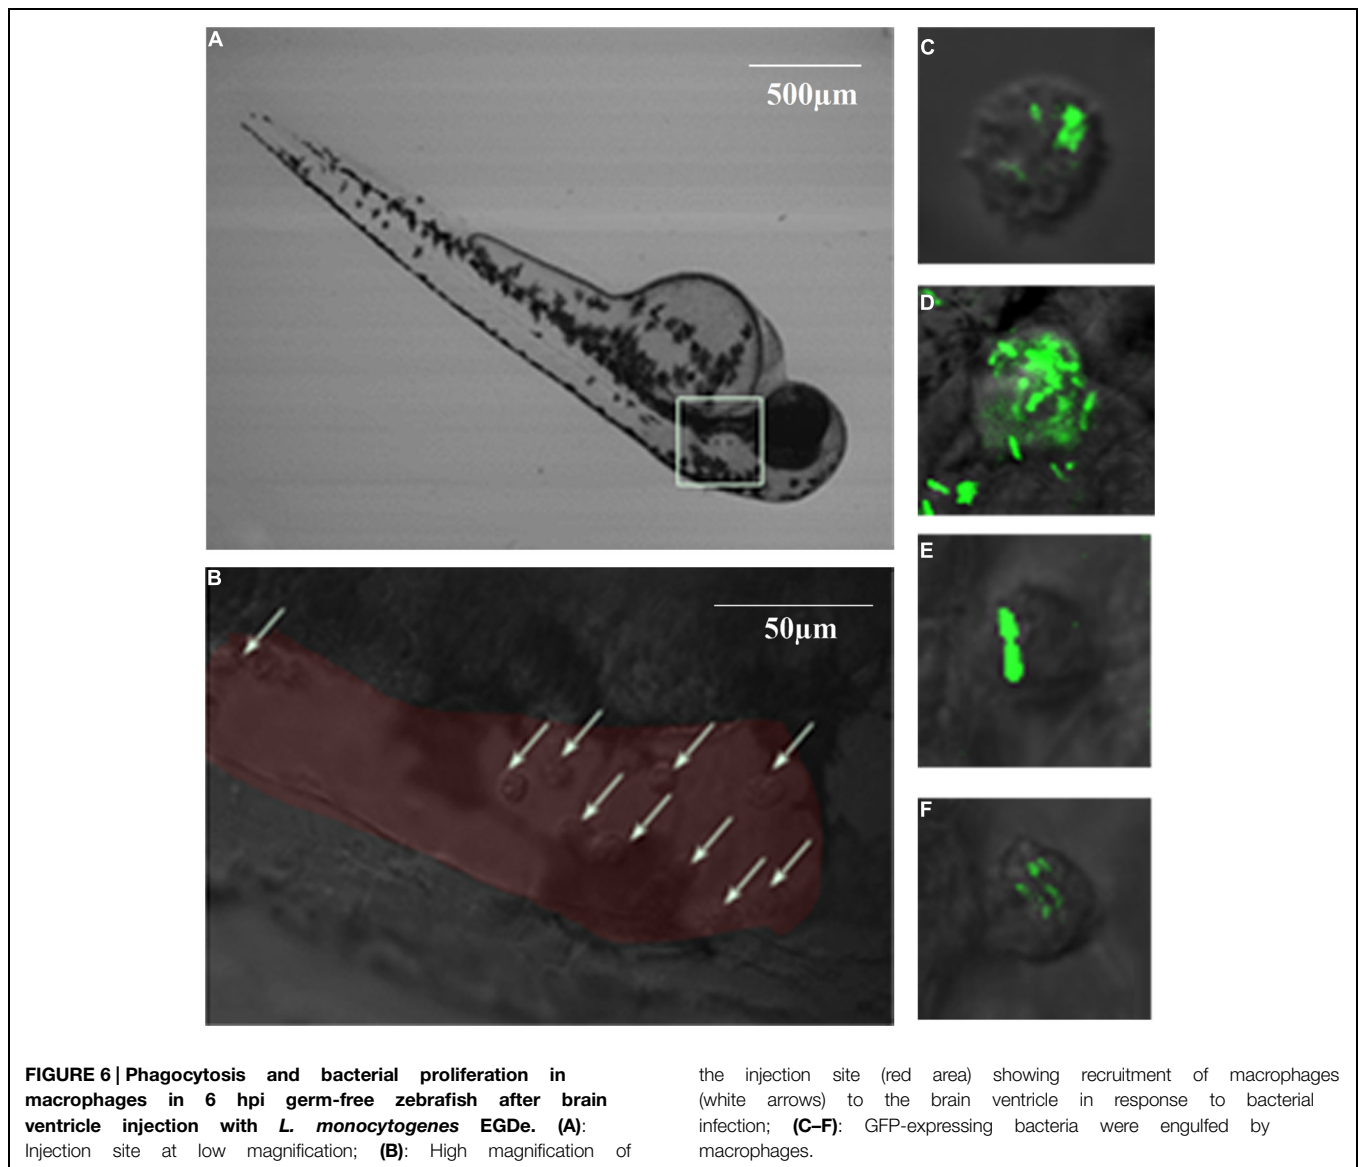 A
500µm
B
50µm
C
D
E
F
FIGURE 6 | Phagocytosis and bacterial proliferation in
macrophages in 6 hpi germ-free zebrafish after brain
ventricle injection with L. monocytogenes EGDe. (A):
Injection site at low magnification; (B): High magnification of
the injection site (red area) showing recruitment of macrophages
(white arrows) to the brain ventricle in response to bacterial
infection; (C–F): GFP-expressing bacteria were engulfed by
macrophages.